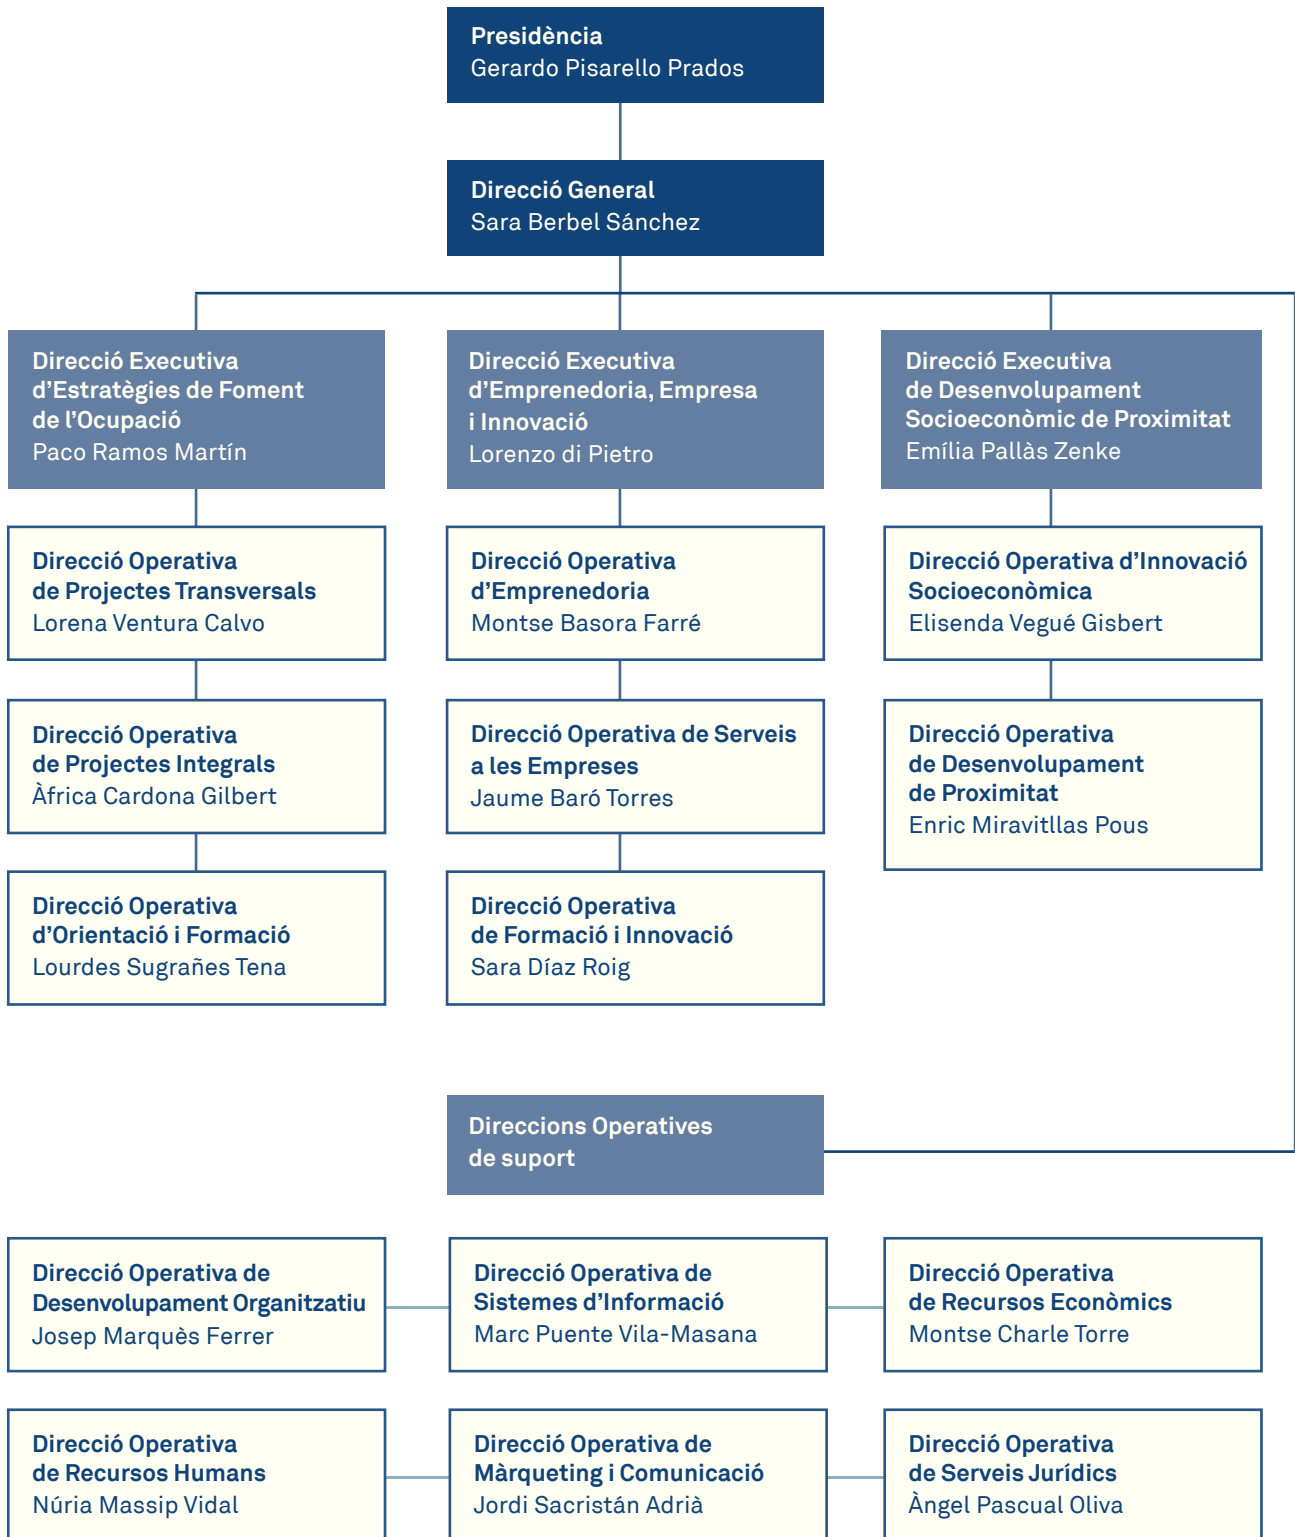 Presidència
Gerardo Pisarello Prados
Direcció General
Sara Berbel Sánchez
Direcció Executiva
d’Estratègies de Foment
de l’Ocupació
Paco Ramos Martín
Direcció Executiva
d’Emprenedoria, Empresa
i Innovació
Lorenzo di Pietro
Direcció Executiva
de Desenvolupament
Socioeconòmic de Proximitat
Emília Pallàs Zenke
Direcció Operativa
de Projectes Transversals
Lorena Ventura Calvo
Direcció Operativa
d’Emprenedoria
Montse Basora Farré
Direcció Operativa d’Innovació
Socioeconòmica
Elisenda Vegué Gisbert
Direcció Operativa
de Projectes Integrals
Àfrica Cardona Gilbert
Direcció Operativa de Serveis
a les Empreses
Jaume Baró Torres
Direcció Operativa
de Desenvolupament
de Proximitat
Enric Miravitllas Pous
Direcció Operativa
d’Orientació i Formació
Lourdes Sugrañes Tena
Direcció Operativa
de Formació i Innovació
Sara Díaz Roig
Direccions Operatives
de suport
Direcció Operativa de
Desenvolupament Organitzatiu
Josep Marquès Ferrer
Direcció Operativa de
Sistemes d’Informació
Marc Puente Vila-Masana
Direcció Operativa
de Recursos Econòmics
Montse Charle Torre
Direcció Operativa
de Recursos Humans
Núria Massip Vidal
Direcció Operativa de
Màrqueting i Comunicació
Jordi Sacristán Adrià
Direcció Operativa
de Serveis Jurídics
Àngel Pascual Oliva